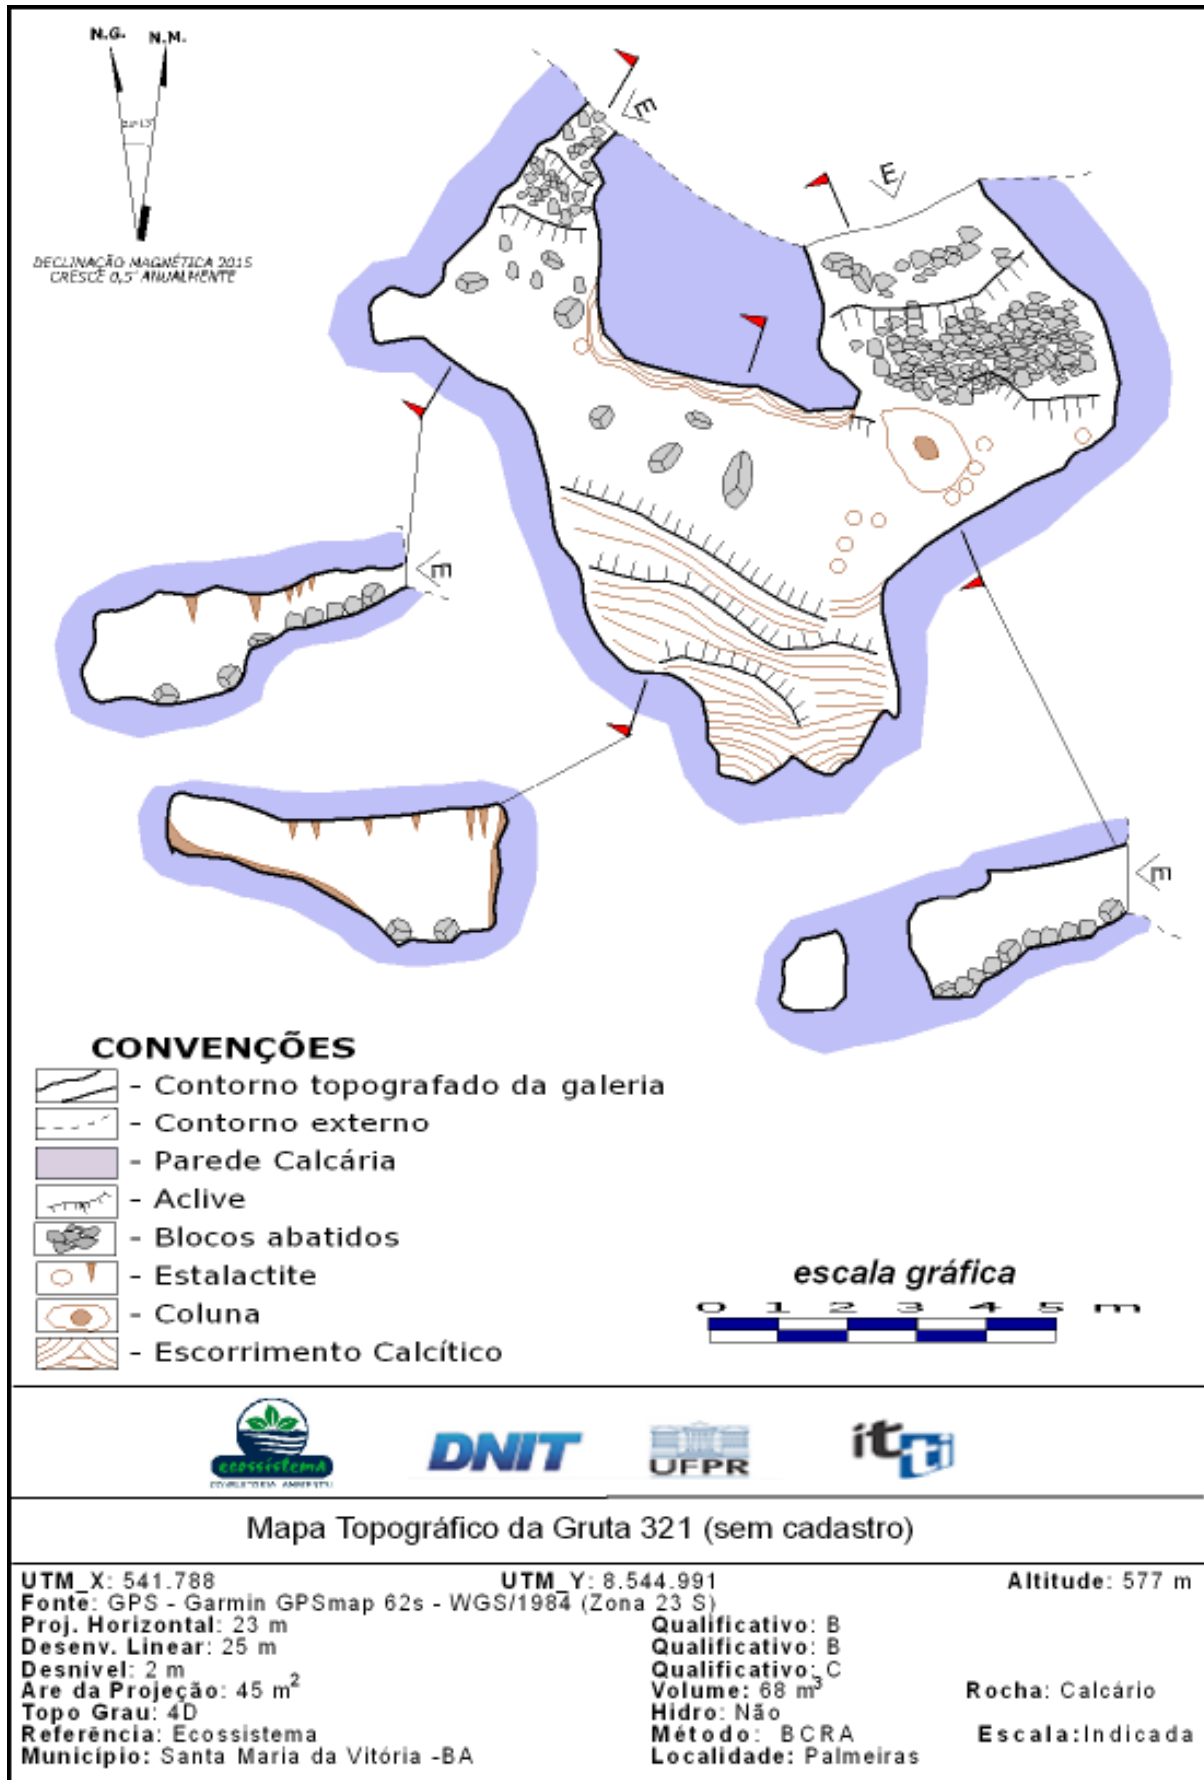 N.G. N.M.
DECLINAÇÃO MAGNÉTICA 2015
CRESCE 0,5' ANUALMENTE
E
E
E
E
CONVENÇÕES
- Contorno topografado da galeria
- Contorno externo
- Parede Calcária
- Aclive
- Blocos abatidos
- Estalactite
- Coluna
- Escorrimento Calcítico
escala gráfica
0 1 2 3 4 5 m
ecossistema
CONSULTORIA AMBIENTAL
DNIT
UFPR
itti
Mapa Topográfico da Gruta 321 (sem cadastro)
UTM_X: 541.788 UTM_Y: 8.544.991 Altitude: 577 m
Fonte: GPS - Garmin GPSmap 62s - WGS/1984 (Zona 23 S)
Proj. Horizontal: 23 m Qualificativo: B
Desenv. Linear: 25 m Qualificativo: B
Desnível: 2 m Qualificativo: C
Are da Projeção: 45 m² Volume: 68 m³ Rocha: Calcário
Topo Grau: 4D Hidro: Não
Referência: Ecossistema Método: BCRA Escala:Indicada
Município: Santa Maria da Vitória -BA Localidade: Palmeiras